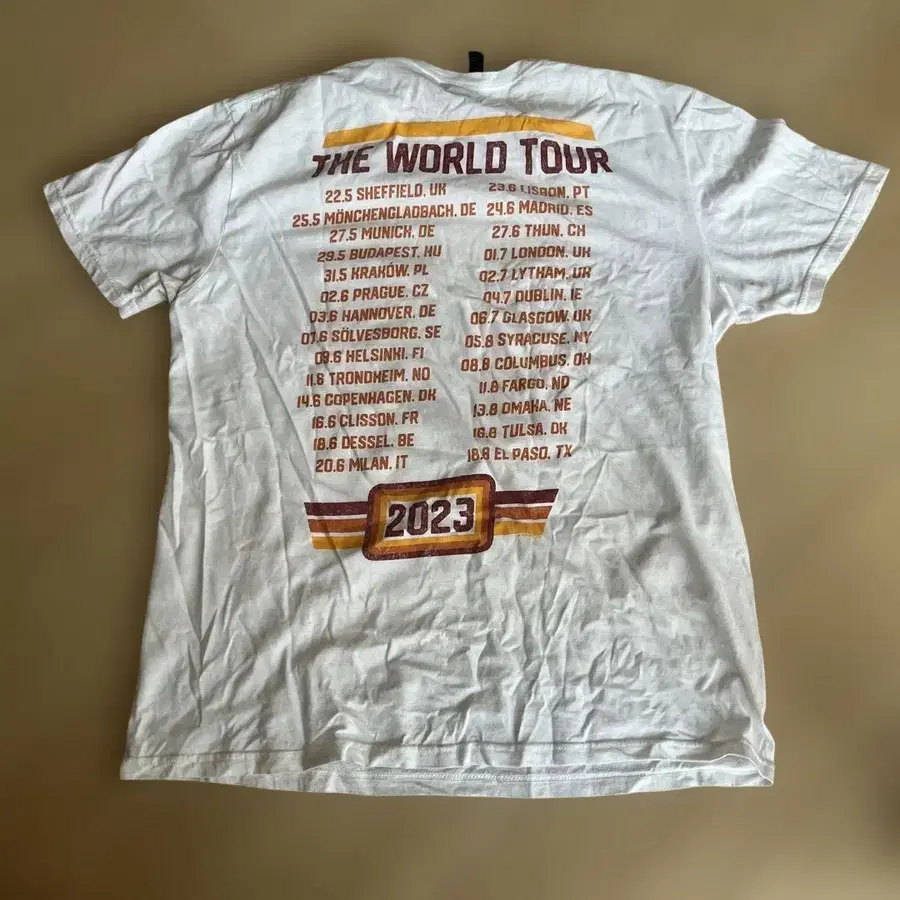 THE WORLD TOUR
22.5 SHEFFIELD, UK
25.5 MÖNCHENGLADBACH, DE
27.5 MUNICH, DE
29.5 BUDAPEST, HU
31.5 KRAKÓW, PL
02.6 PRAGUE, CZ
03.6 HANNOVER, DE
07.6 SÖLVESBORG, SE
09.6 HELSINKI, FI
11.6 TRONDHEIM, NO
14.6 COPENHAGEN, DK
16.6 CLISSON, FR
18.6 DESSEL, BE
20.6 MILAN, IT
23.6 LISBON, PT
24.6 MADRID, ES
27.6 THUN, CH
01.7 LONDON, UK
02.7 LYTHAM, UK
04.7 DUBLIN, IE
06.7 GLASGOW, UK
05.8 SYRACUSE, NY
08.8 COLUMBUS, OH
11.8 FARGO, ND
13.8 OMAHA, NE
16.8 TULSA, OK
18.8 EL PASO, TX
2023